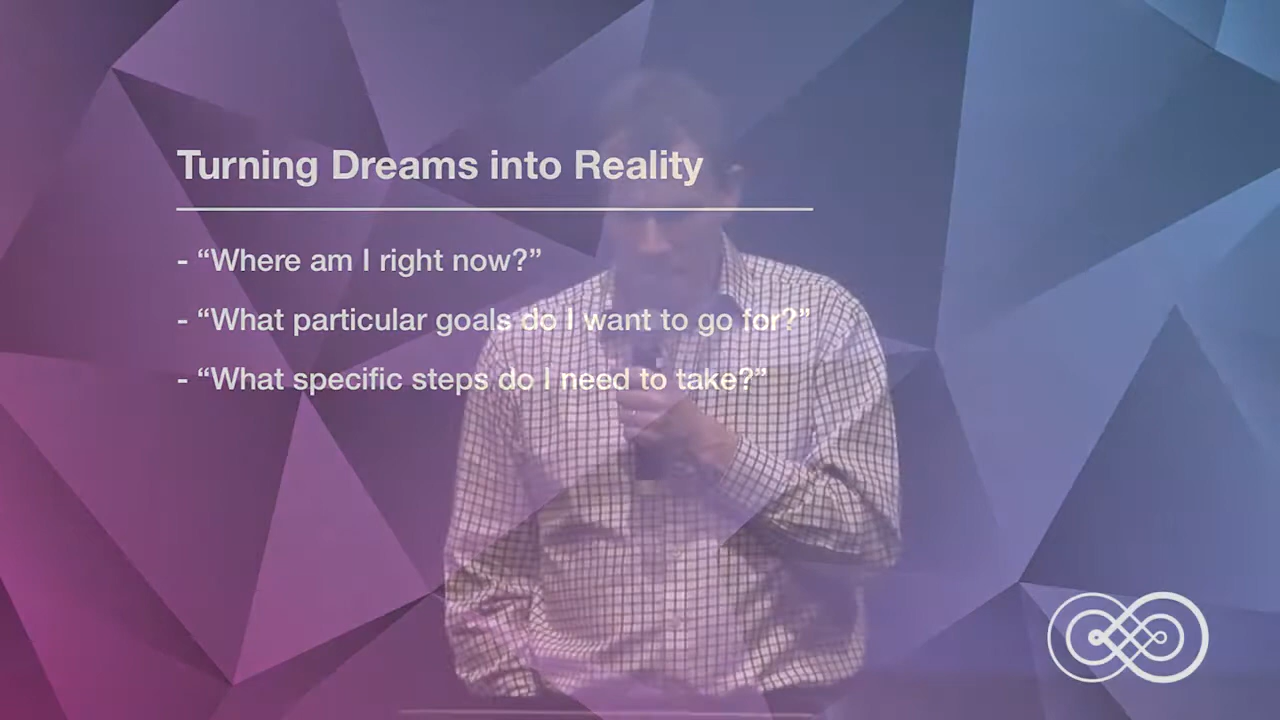 Turning Dreams into Reality
- “Where am I right now?”
- “What particular goals do I want to go for?”
- “What specific steps do I need to take?”